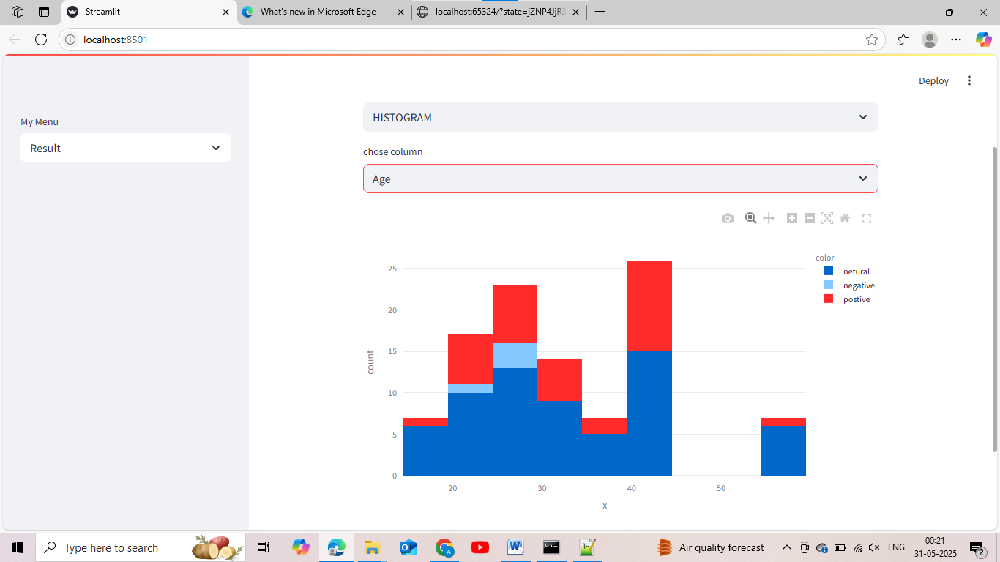 Streamlit
What's new in Microsoft Edge
localhost:65324/?state=jZNP4JjR3
localhost:8501
Deploy
My Menu
Result
HISTOGRAM
chose column
Age
color
netural
negative
postive
25
20
15
10
5
0
count
20
30
40
50
x
Type here to search
Air quality forecast
ENG
00:21
31-05-2025
2